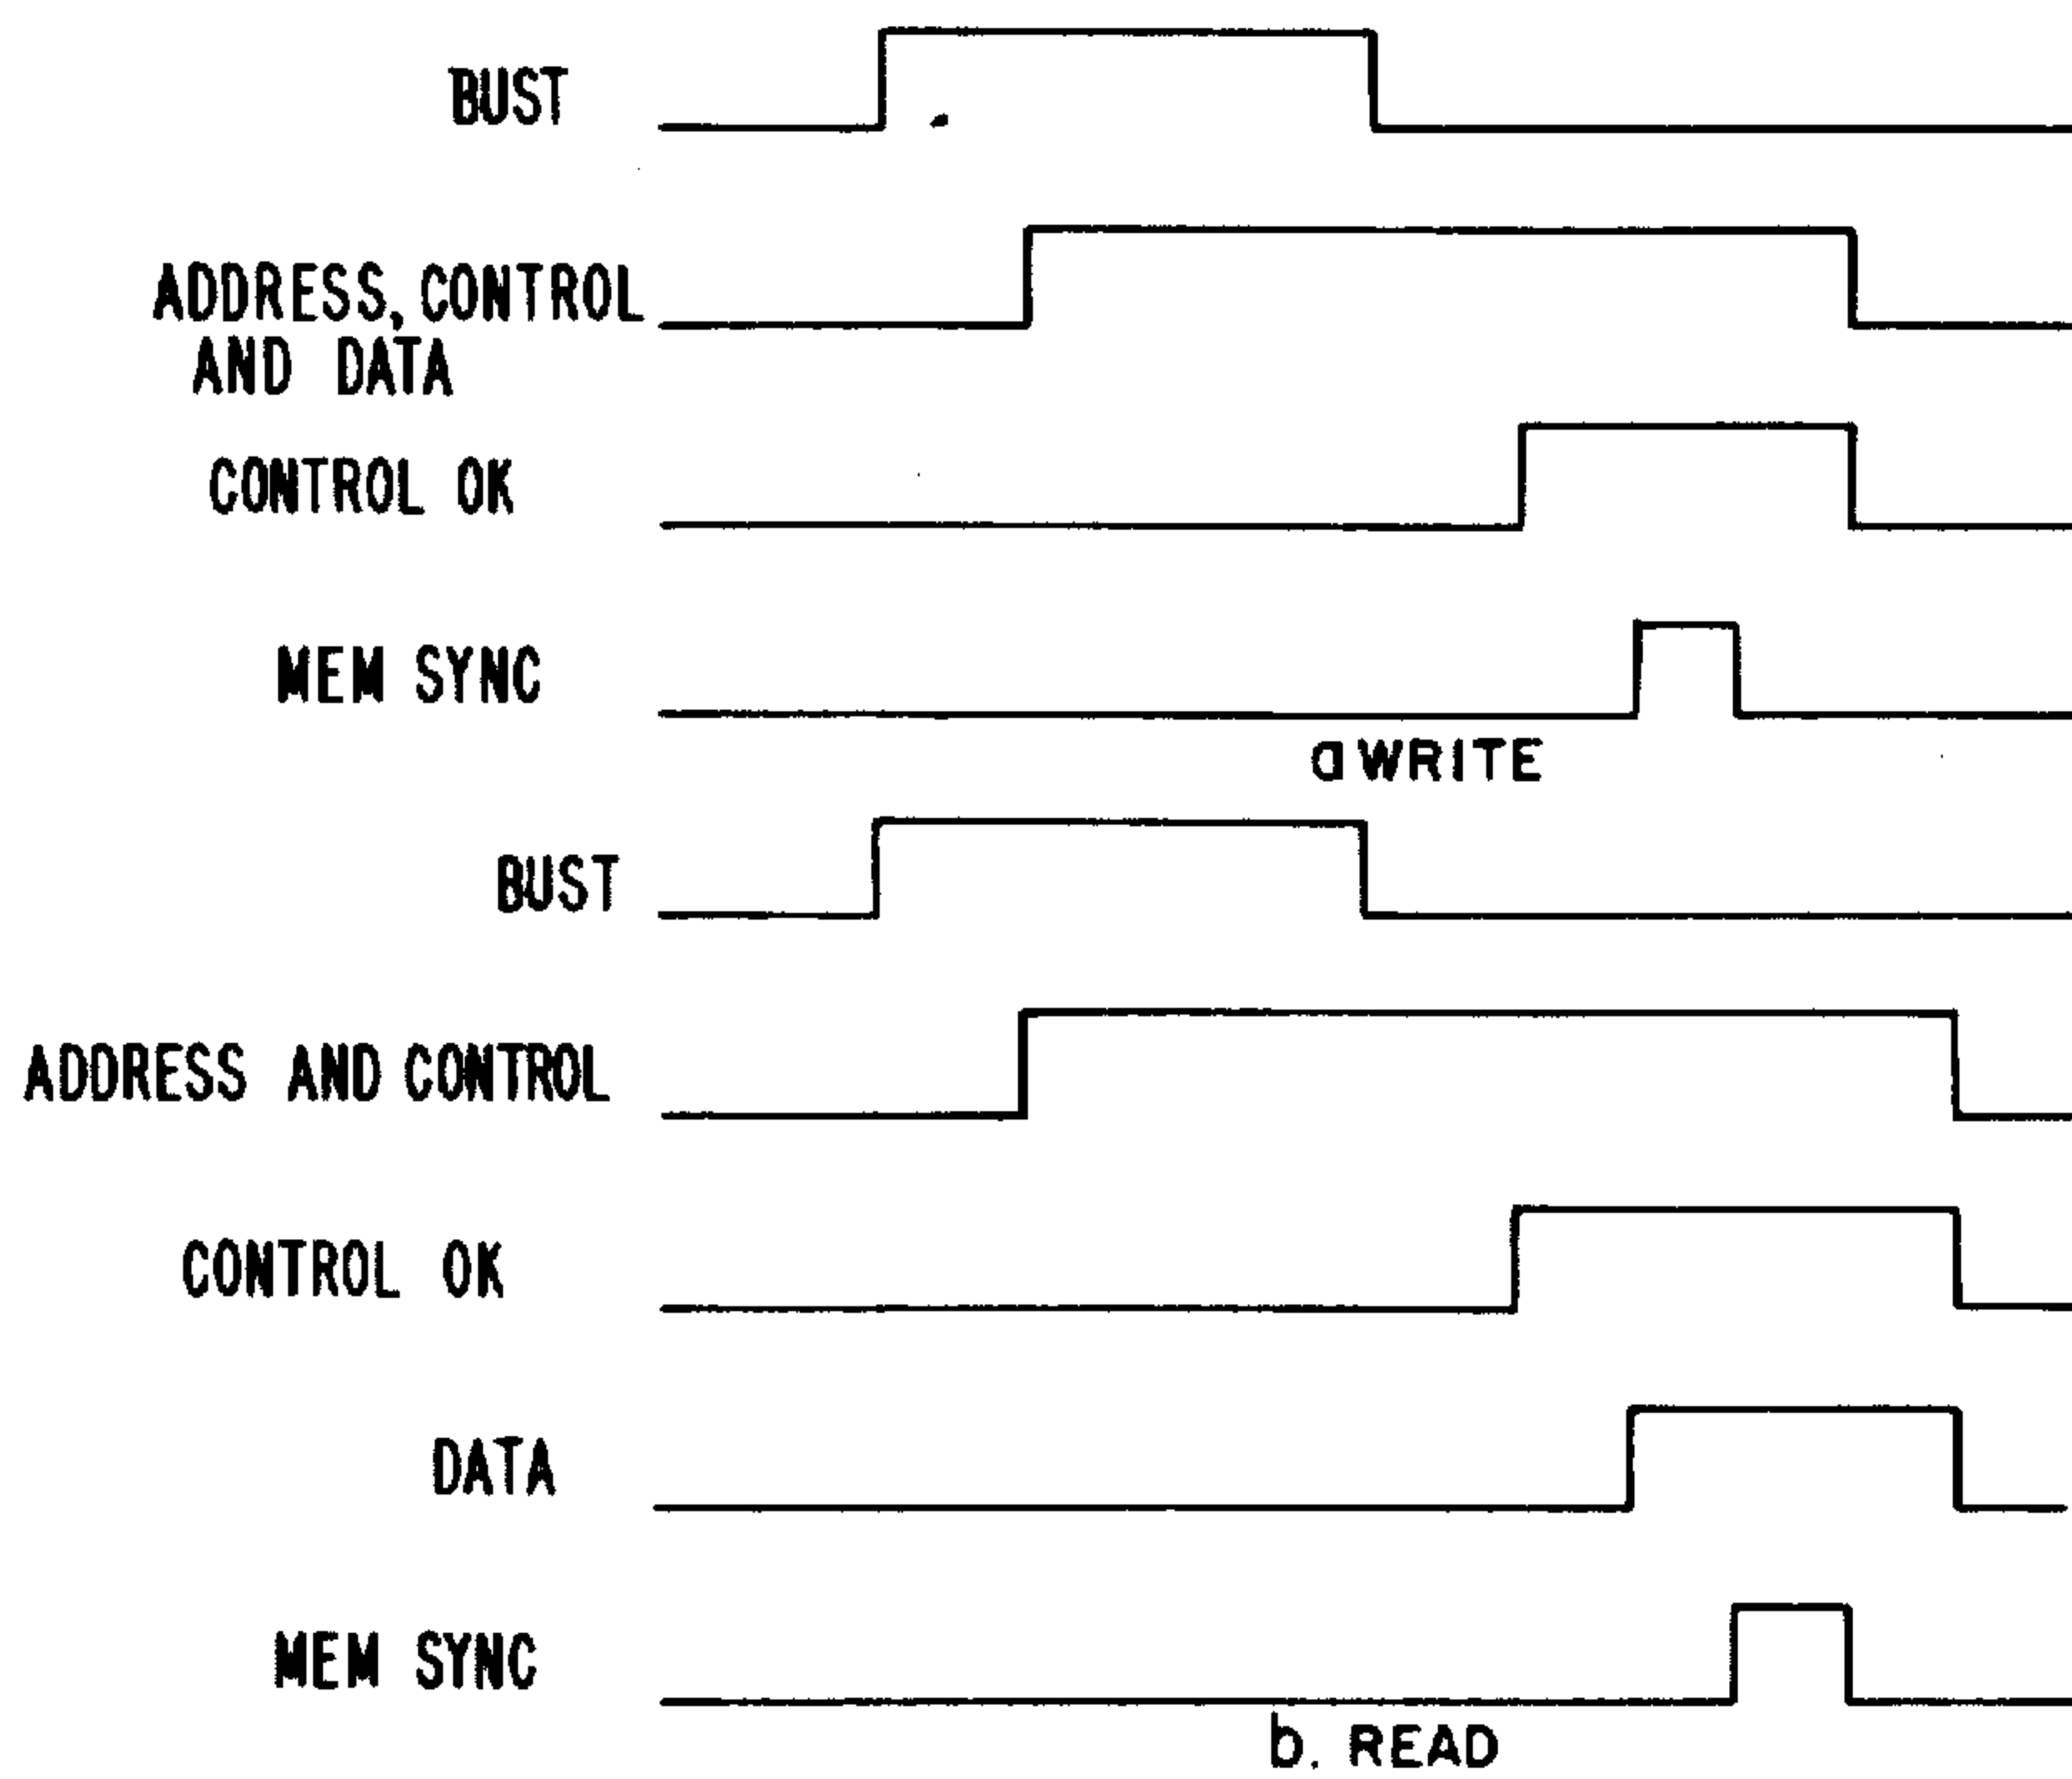 BUST
ADDRESS, CONTROL
AND DATA
CONTROL OK
MEM SYNC
a WRITE
BUST
ADDRESS AND CONTROL
CONTROL OK
DATA
MEM SYNC
b. READ